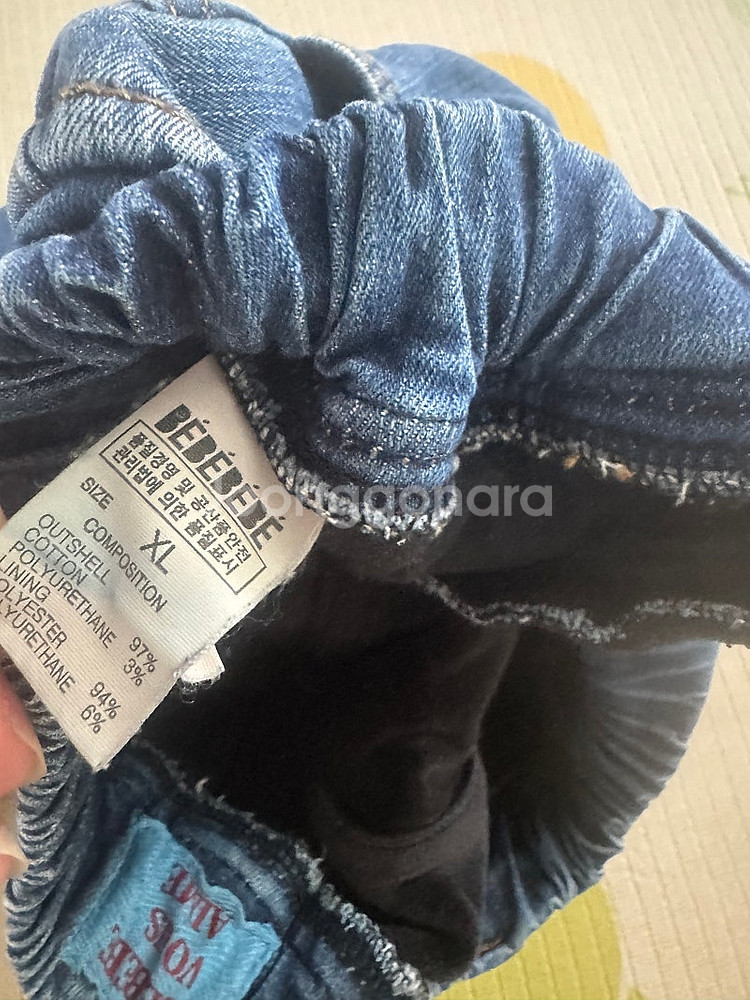 BÉBÉBÉBÉ
품질경영 및 공산품안전
관리법에 의한 품질표시
SIZE
XL
COMPOSITION
OUTSHELL
COTTON 97%
POLYURETHANE 3%
LINING
POLYESTER 94%
POLYURETHANE 6%
VOUS